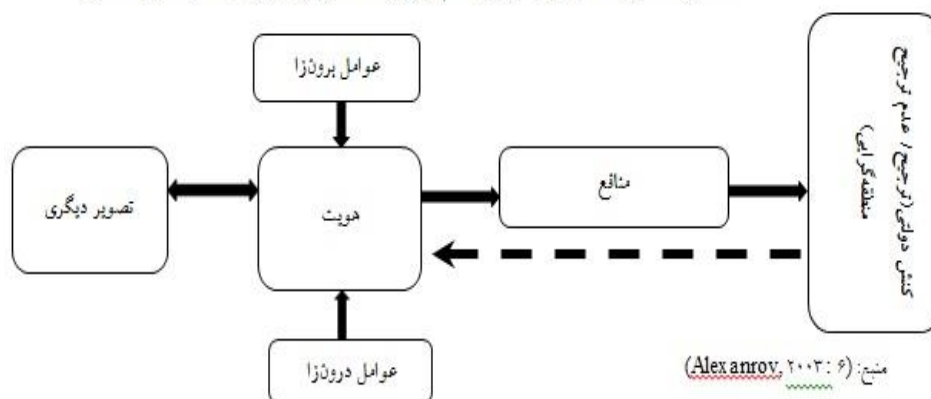 عوامل برون‌زا
تصویر دیگری
هویت
منافع
کنش دولتی(ترجیح/ عدم ترجیح
منطقه‌گرایی)
عوامل درون‌زا
منبع: (Alexanrov, ۲۰۰۳: ۶)